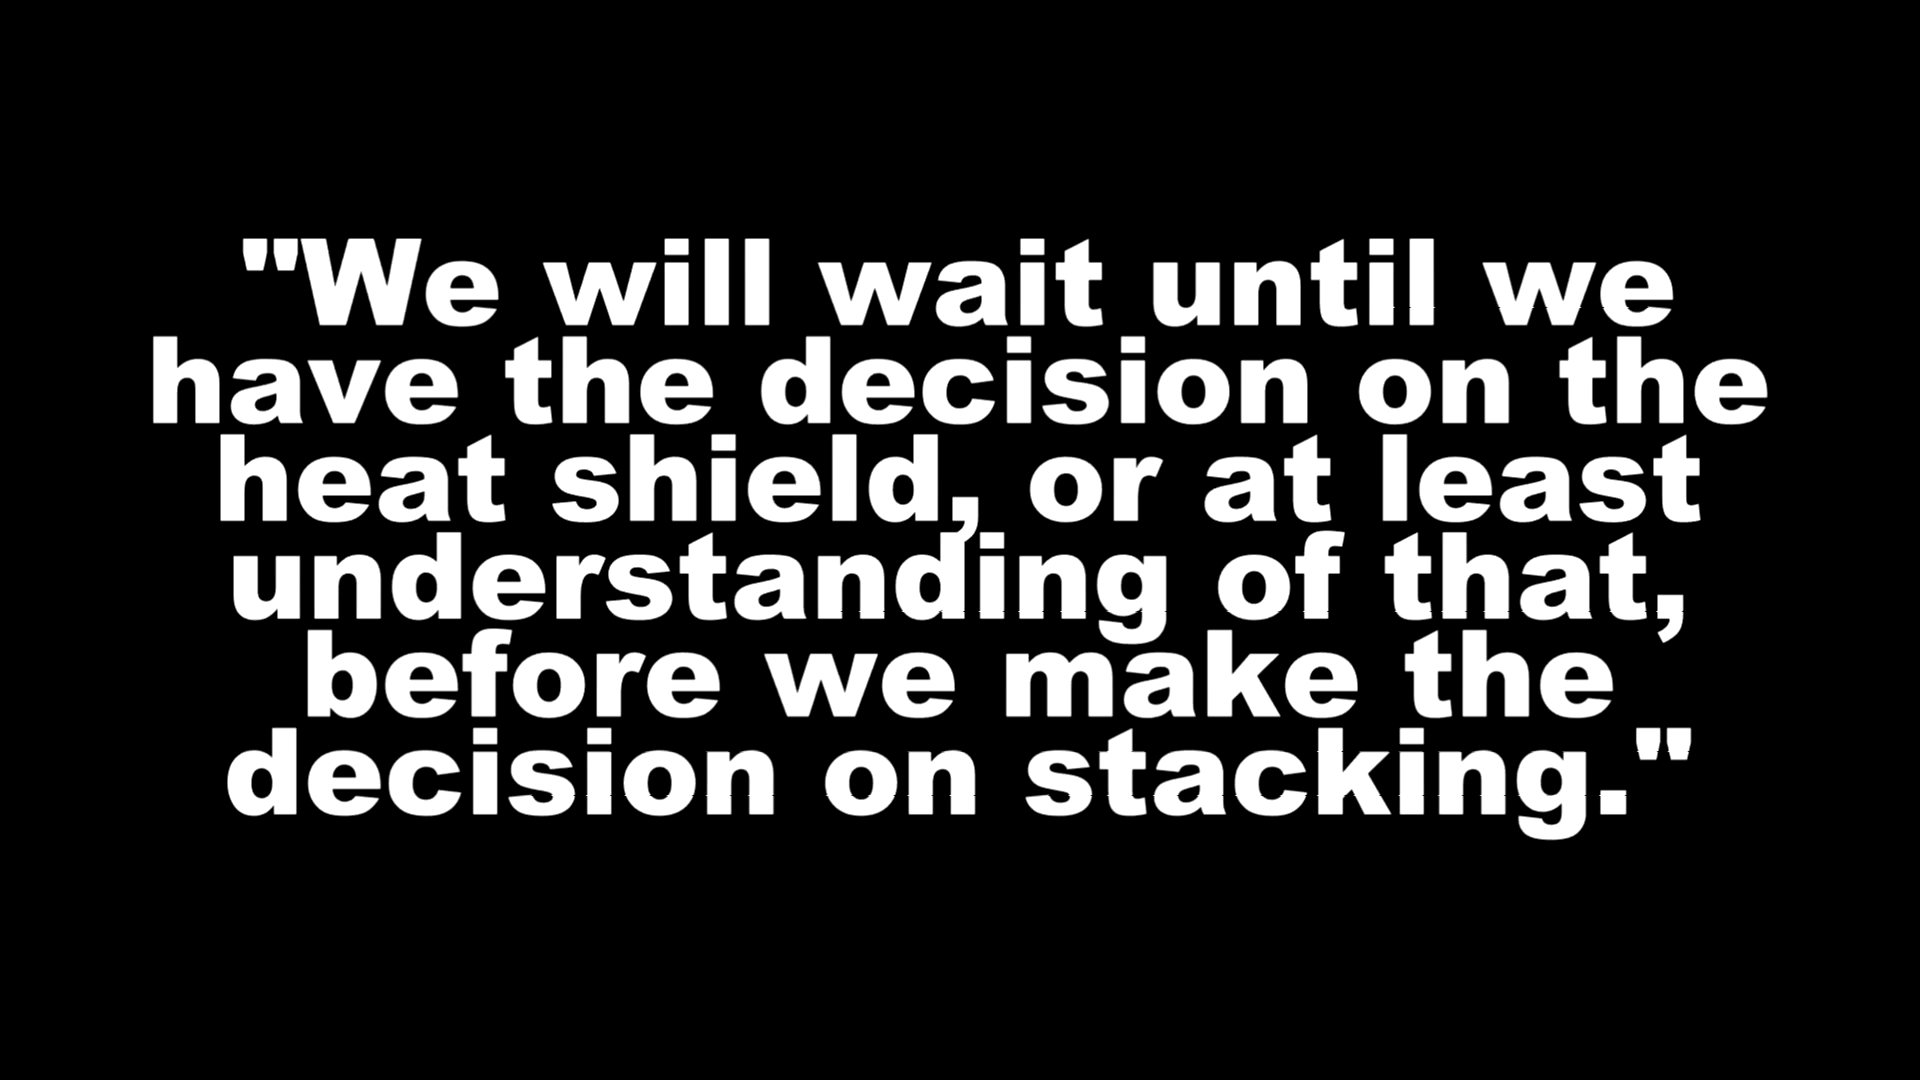 "We will wait until we
have the decision on the
heat shield, or at least
understanding of that,
before we make the
decision on stacking."